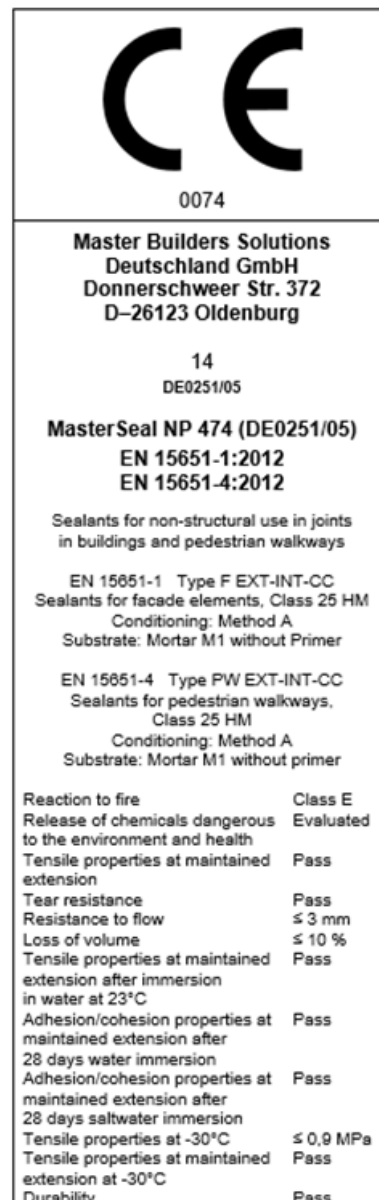 CE
0074
Master Builders Solutions
Deutschland GmbH
Donnerschweer Str. 372
D–26123 Oldenburg
14
DE0251/05
MasterSeal NP 474 (DE0251/05)
EN 15651-1:2012
EN 15651-4:2012
Sealants for non-structural use in joints
in buildings and pedestrian walkways
EN 15651-1 Type F EXT-INT-CC
Sealants for facade elements, Class 25 HM
Conditioning: Method A
Substrate: Mortar M1 without Primer
EN 15651-4 Type PW EXT-INT-CC
Sealants for pedestrian walkways,
Class 25 HM
Conditioning: Method A
Substrate: Mortar M1 without primer
Reaction to fire Class E
Release of chemicals dangerous Evaluated
to the environment and health
Tensile properties at maintained Pass
extension
Tear resistance Pass
Resistance to flow ≤ 3 mm
Loss of volume ≤ 10 %
Tensile properties at maintained Pass
extension after immersion
in water at 23°C
Adhesion/cohesion properties at Pass
maintained extension after
28 days water immersion
Adhesion/cohesion properties at Pass
maintained extension after
28 days saltwater immersion
Tensile properties at -30°C ≤ 0,9 MPa
Tensile properties at maintained Pass
extension at -30°C
Durability Pass